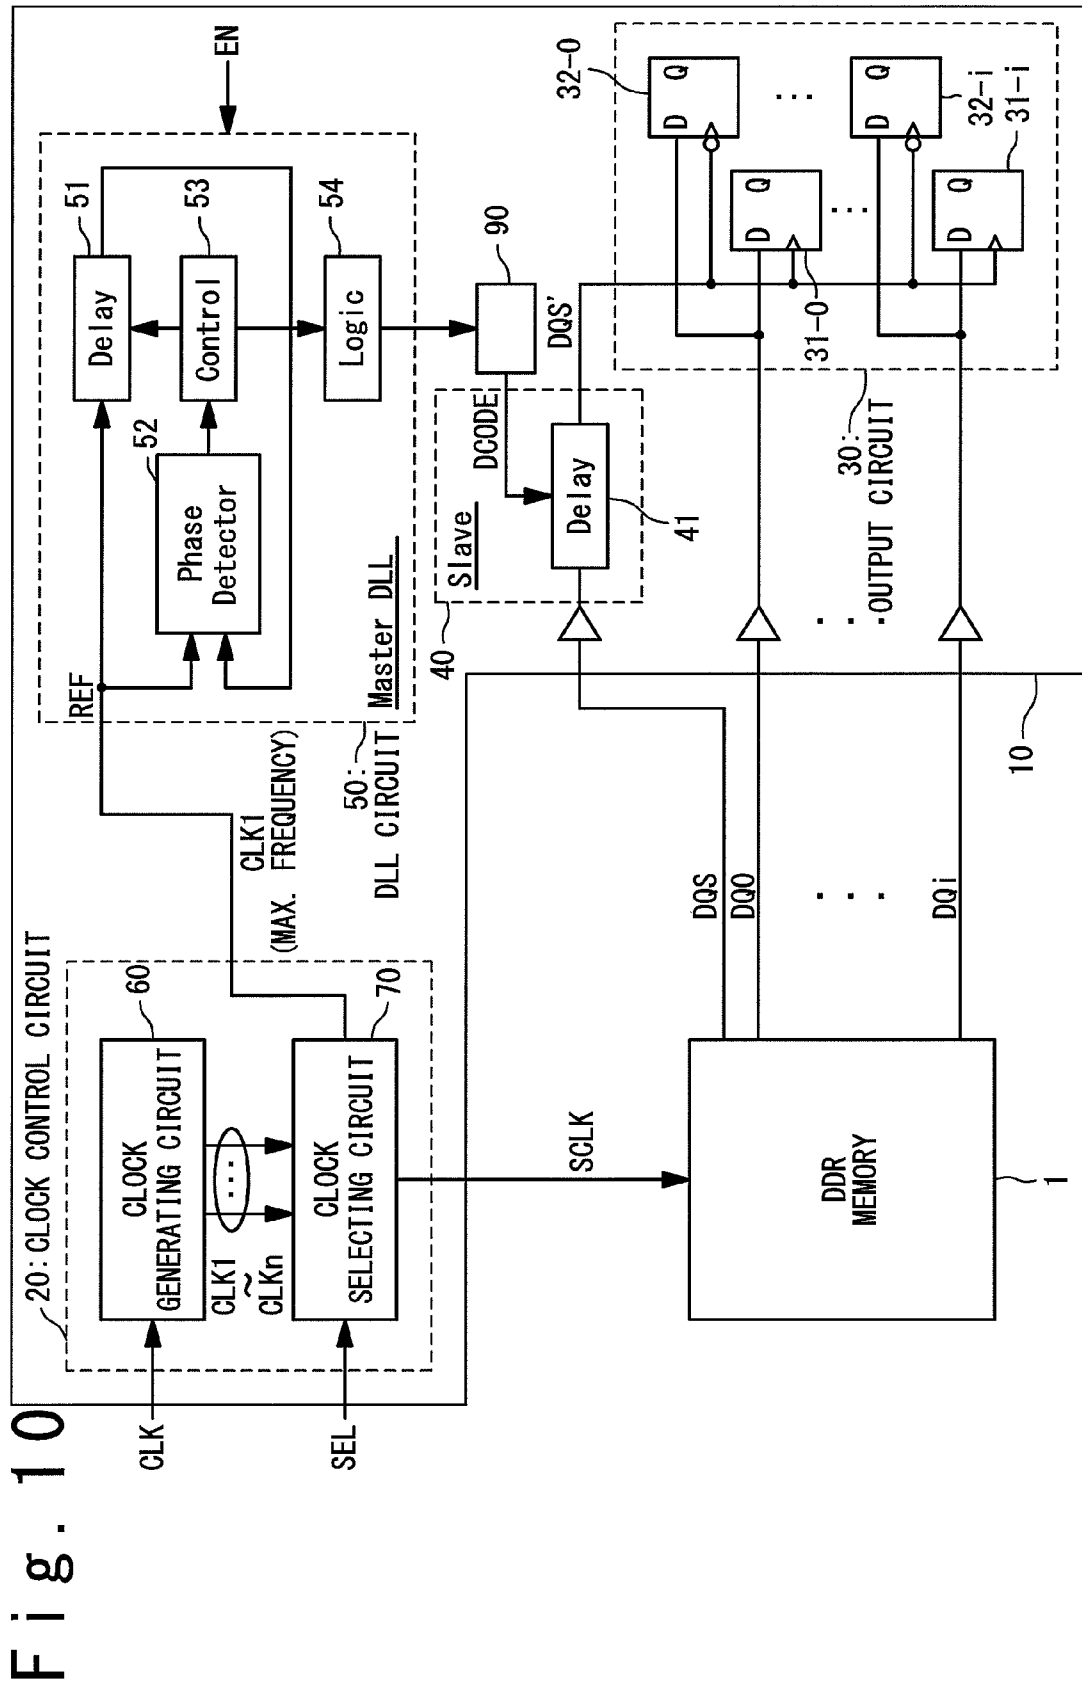 Fig. 10
20:CLOCK CONTROL CIRCUIT
CLK
CLOCK
GENERATING CIRCUIT
60
CLK1
~
CLKn
...
SEL
CLOCK
SELECTING CIRCUIT
70
CLK1
(MAX. FREQUENCY)
50:
DLL CIRCUIT
REF
Master DLL
Delay
51
Phase
Detector
52
Control
53
Logic
54
EN
90
DCODE
DQS'
40
Slave
Delay
41
SCLK
DDR
MEMORY
1
DQS
DQ0
...
DQi
10
...
30:
OUTPUT CIRCUIT
32-0
D Q
31-0
D Q
...
...
32-i
D Q
31-i
D Q